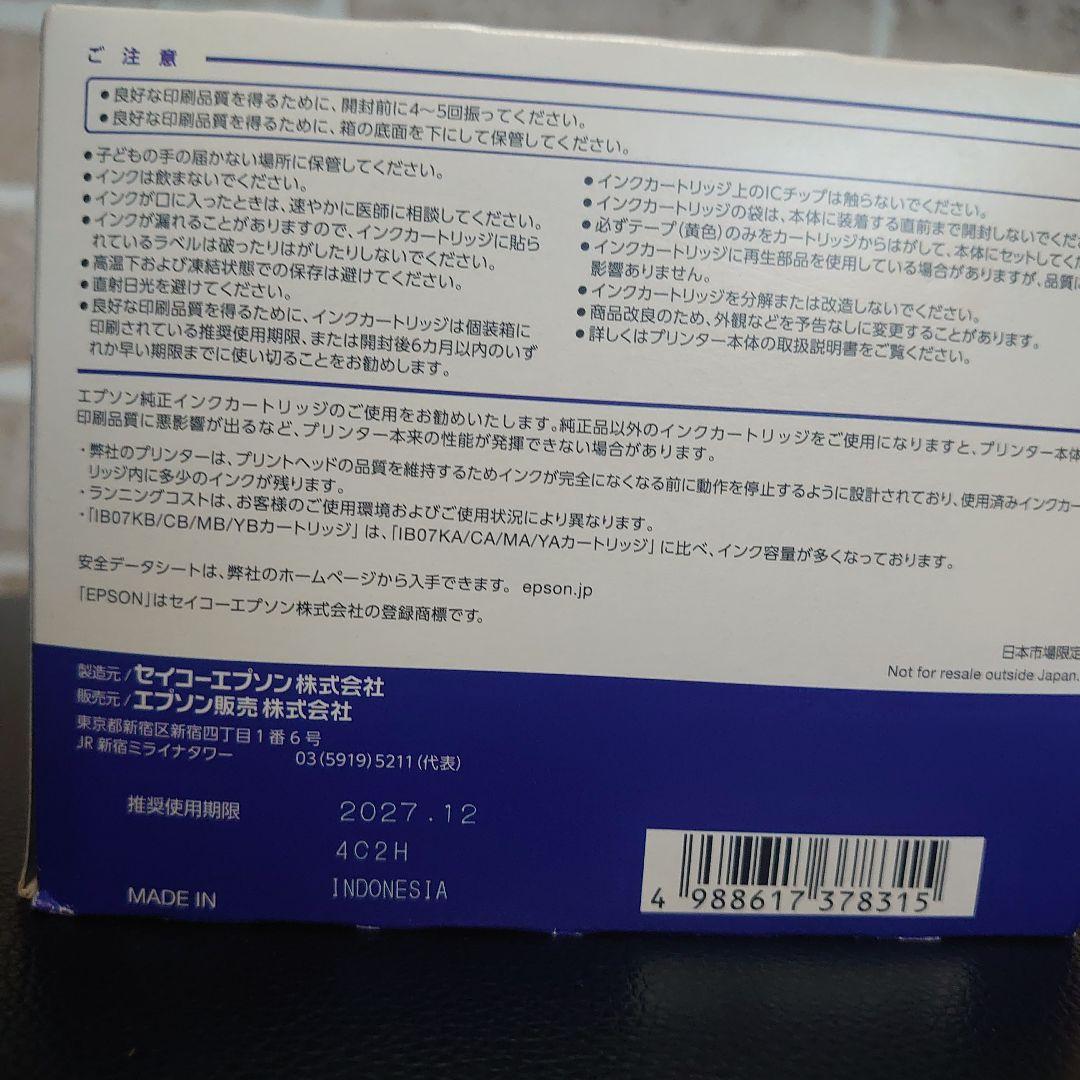 ご注意
●良好な印刷品質を得るために、開封前に4～5回振ってください。
●良好な印刷品質を得るために、箱の底面を下にして保管してください。
●子どもの手の届かない場所に保管してください。
●インクは飲まないでください。
●インクが口に入ったときは、速やかに医師に相談してください。
●インクが漏れることがありますので、インクカートリッジに貼ら
れているラベルは破ったりはがしたりしないでください。
●高温下および凍結状態での保存は避けてください。
●直射日光を避けてください。
●良好な印刷品質を得るために、インクカートリッジは個装箱に
印刷されている推奨使用期限、または開封後6カ月以内のいず
れか早い期限までに使い切ることをお勧めします。
●インクカートリッジ上のICチップは触らないでください。
●インクカートリッジの袋は、本体に装着する直前まで開封しないでくだ
●必ずテープ(黄色)のみをカートリッジからはがして、本体にセットしてくだ
●インクカートリッジに再生部品を使用している場合がありますが、品質に
影響ありません。
●インクカートリッジを分解または改造しないでください。
●商品改良のため、外観などを予告なしに変更することがあります。
●詳しくはプリンター本体の取扱説明書をご覧ください。
エプソン純正インクカートリッジのご使用をお勧めいたします。純正品以外のインクカートリッジをご使用になりますと、プリンター本体
印刷品質に悪影響が出るなど、プリンター本来の性能が発揮できない場合があります。
・弊社のプリンターは、プリントヘッドの品質を維持するためインクが完全になくなる前に動作を停止するように設計されており、使用済みインクカー
リッジ内に多少のインクが残ります。
・ランニングコストは、お客様のご使用環境およびご使用状況により異なります。
・「IB07KB/CB/MB/YBカートリッジ」は、「IB07KA/CA/MA/YAカートリッジ」に比べ、インク容量が多くなっております。
安全データシートは、弊社のホームページから入手できます。 epson.jp
「EPSON」はセイコーエプソン株式会社の登録商標です。
日本市場限定
Not for resale outside Japan.
製造元/セイコーエプソン株式会社
販売元/エプソン販売株式会社
東京都新宿区新宿四丁目1番6号
JR新宿ミライナタワー 03(5919)5211(代表)
推奨使用期限 2027.12
4C2H
MADE IN INDONESIA
4 988617 378315